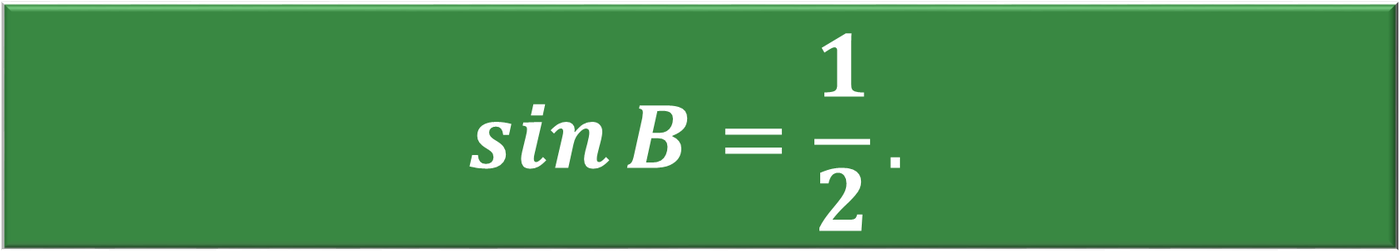 sin B = 1/2.